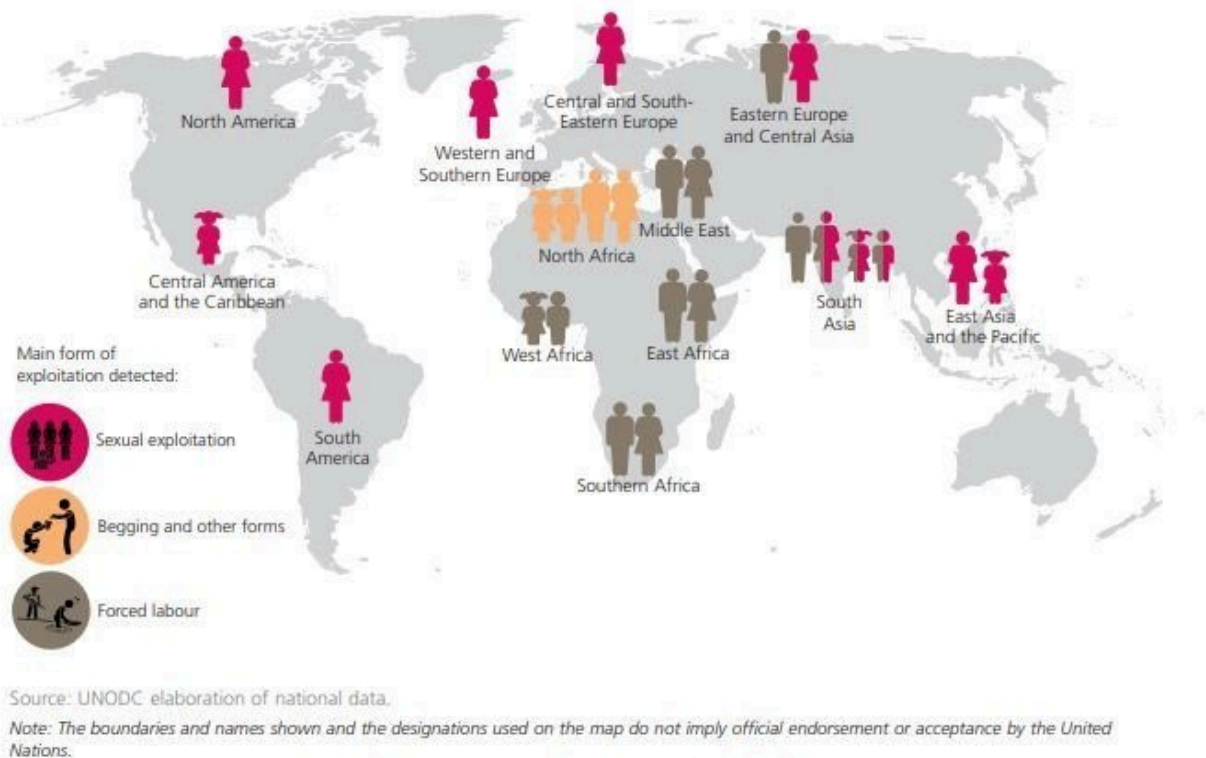 North America
Central and South-
Eastern Europe
Eastern Europe
and Central Asia
Western and
Southern Europe
Middle East
North Africa
Central America
and the Caribbean
South
Asia
East Asia
and the Pacific
West Africa
East Africa
South
America
Southern Africa
Main form of
exploitation detected:
Sexual exploitation
Begging and other forms
Forced labour
Source: UNODC elaboration of national data.
Note: The boundaries and names shown and the designations used on the map do not imply official endorsement or acceptance by the United
Nations.